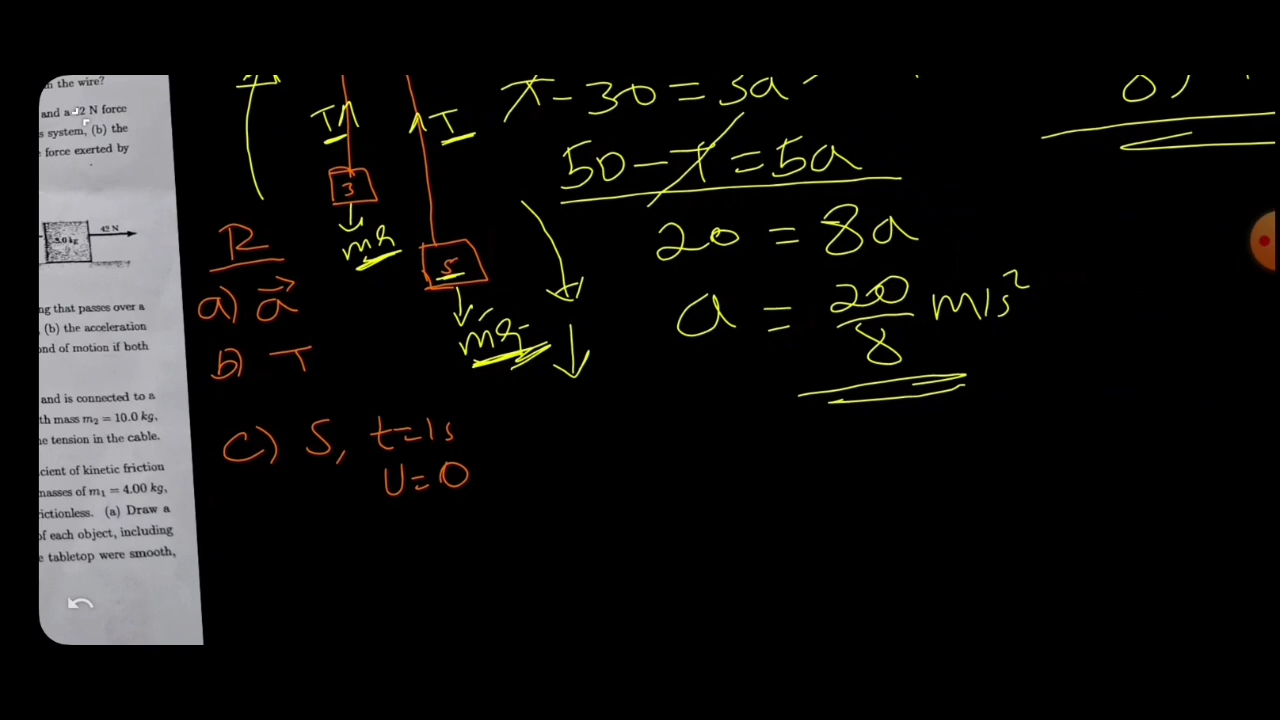 n the wire?
and a 42 N force
s system, (b) the
force exerted by
5.0 kg
42 N
ng that passes over a
(b) the acceleration
ond of motion if both
and is connected to a
th mass m₂ = 10.0 kg,
he tension in the cable.
cient of kinetic friction
masses of m₁ = 4.00 kg,
ictionless. (a) Draw a
of each object, including
e tabletop were smooth,
T
T
3
mg
5
mg
R
a) a⃗
b) T
c) S, t=1s
U=0
T - 30 = 3a
50 - T = 5a
20 = 8a
a = 20/8 m/s²